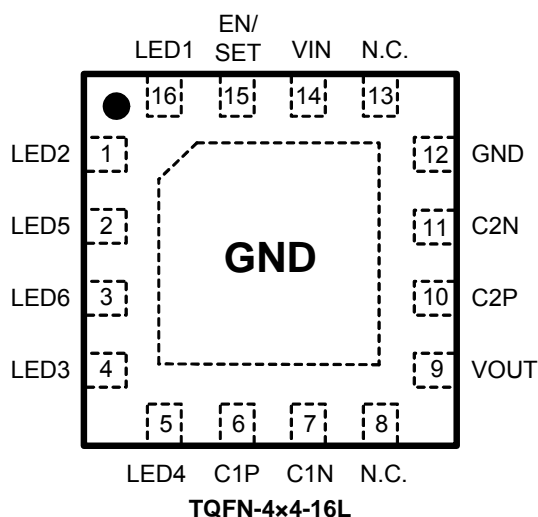 EN/
LED1 SET VIN N.C.
16 15 14 13
LED2 1 12 GND
LED5 2 11 C2N
GND
LED6 3 10 C2P
LED3 4 9 VOUT
5 6 7 8
LED4 C1P C1N N.C.
TQFN-4×4-16L